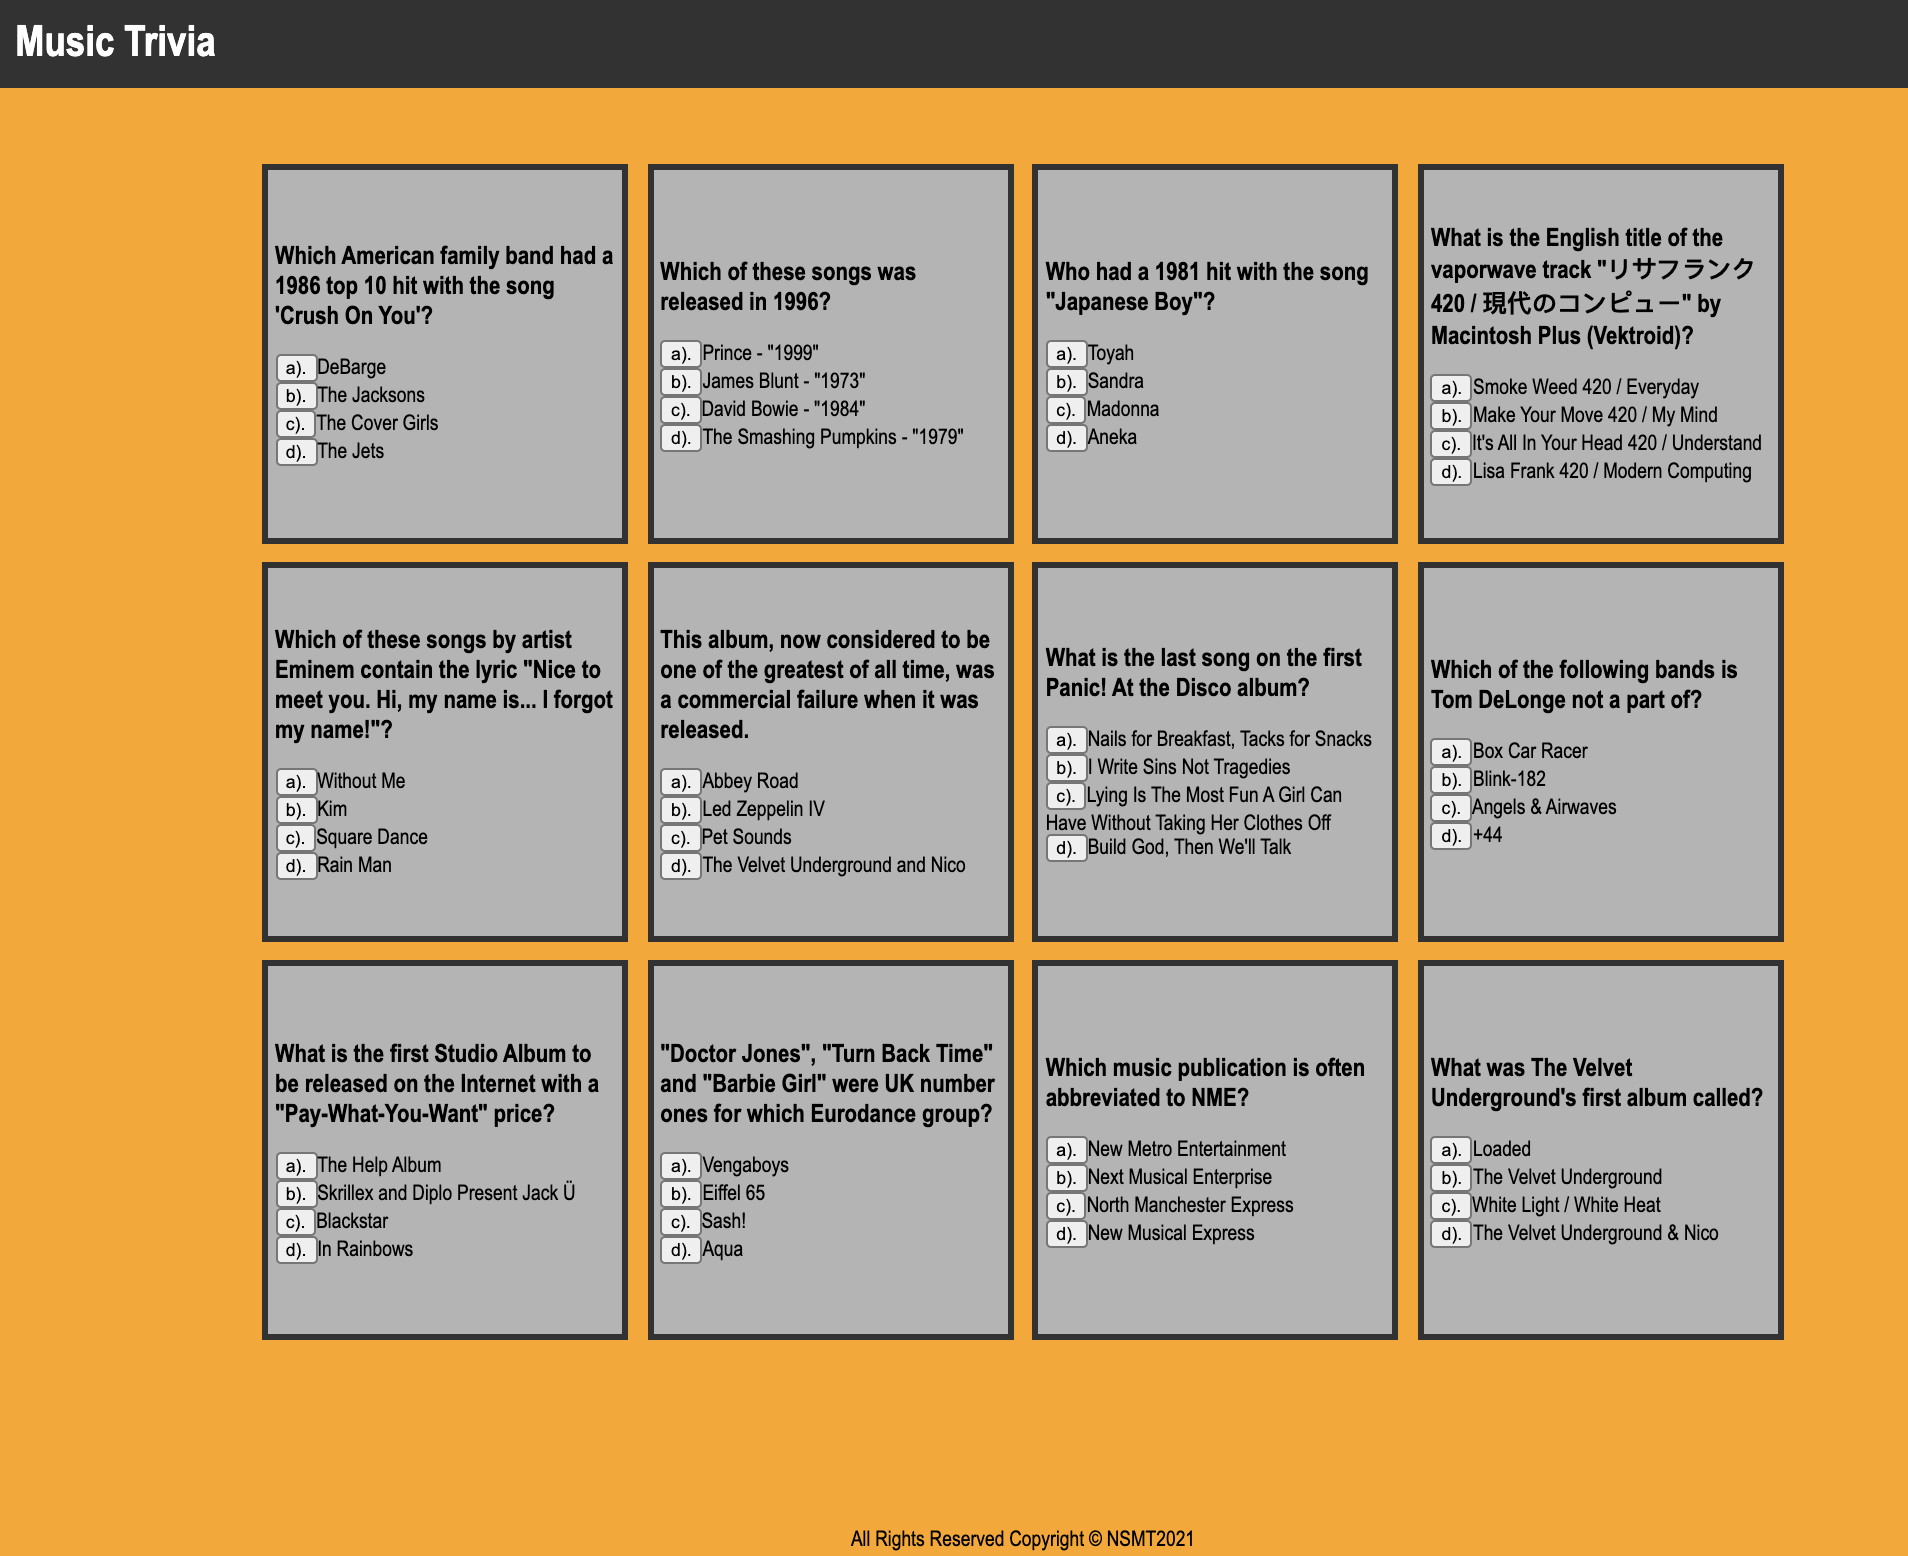 Music Trivia
Which American family band had a
1986 top 10 hit with the song
'Crush On You'?
a). DeBarge
b). The Jacksons
c). The Cover Girls
d). The Jets
Which of these songs was
released in 1996?
a). Prince - "1999"
b). James Blunt - "1973"
c). David Bowie - "1984"
d). The Smashing Pumpkins - "1979"
Who had a 1981 hit with the song
"Japanese Boy"?
a). Toyah
b). Sandra
c). Madonna
d). Aneka
What is the English title of the
vaporwave track "リサフランク
420 / 現代のコンピュー" by
Macintosh Plus (Vektroid)?
a). Smoke Weed 420 / Everyday
b). Make Your Move 420 / My Mind
c). It's All In Your Head 420 / Understand
d). Lisa Frank 420 / Modern Computing
Which of these songs by artist
Eminem contain the lyric "Nice to
meet you. Hi, my name is... I forgot
my name!"?
a). Without Me
b). Kim
c). Square Dance
d). Rain Man
This album, now considered to be
one of the greatest of all time, was
a commercial failure when it was
released.
a). Abbey Road
b). Led Zeppelin IV
c). Pet Sounds
d). The Velvet Underground and Nico
What is the last song on the first
Panic! At the Disco album?
a). Nails for Breakfast, Tacks for Snacks
b). I Write Sins Not Tragedies
c). Lying Is The Most Fun A Girl Can
Have Without Taking Her Clothes Off
d). Build God, Then We'll Talk
Which of the following bands is
Tom DeLonge not a part of?
a). Box Car Racer
b). Blink-182
c). Angels & Airwaves
d). +44
What is the first Studio Album to
be released on the Internet with a
"Pay-What-You-Want" price?
a). The Help Album
b). Skrillex and Diplo Present Jack Ü
c). Blackstar
d). In Rainbows
"Doctor Jones", "Turn Back Time"
and "Barbie Girl" were UK number
ones for which Eurodance group?
a). Vengaboys
b). Eiffel 65
c). Sash!
d). Aqua
Which music publication is often
abbreviated to NME?
a). New Metro Entertainment
b). Next Musical Enterprise
c). North Manchester Express
d). New Musical Express
What was The Velvet
Underground's first album called?
a). Loaded
b). The Velvet Underground
c). White Light / White Heat
d). The Velvet Underground & Nico
All Rights Reserved Copyright © NSMT2021